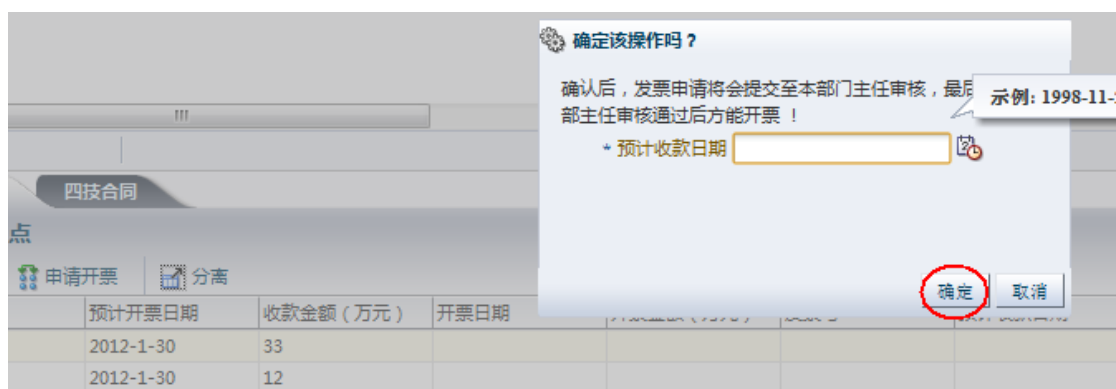 确定该操作吗?
确认后,发票申请将会提交至本部门主任审核,最后
部主任审核通过后方能开票 !
示例: 1998-11-
* 预计收款日期
四技合同
点
申请开票 分离
确定 取消
预计开票日期 收款金额(万元) 开票日期
2012-1-30 33
2012-1-30 12